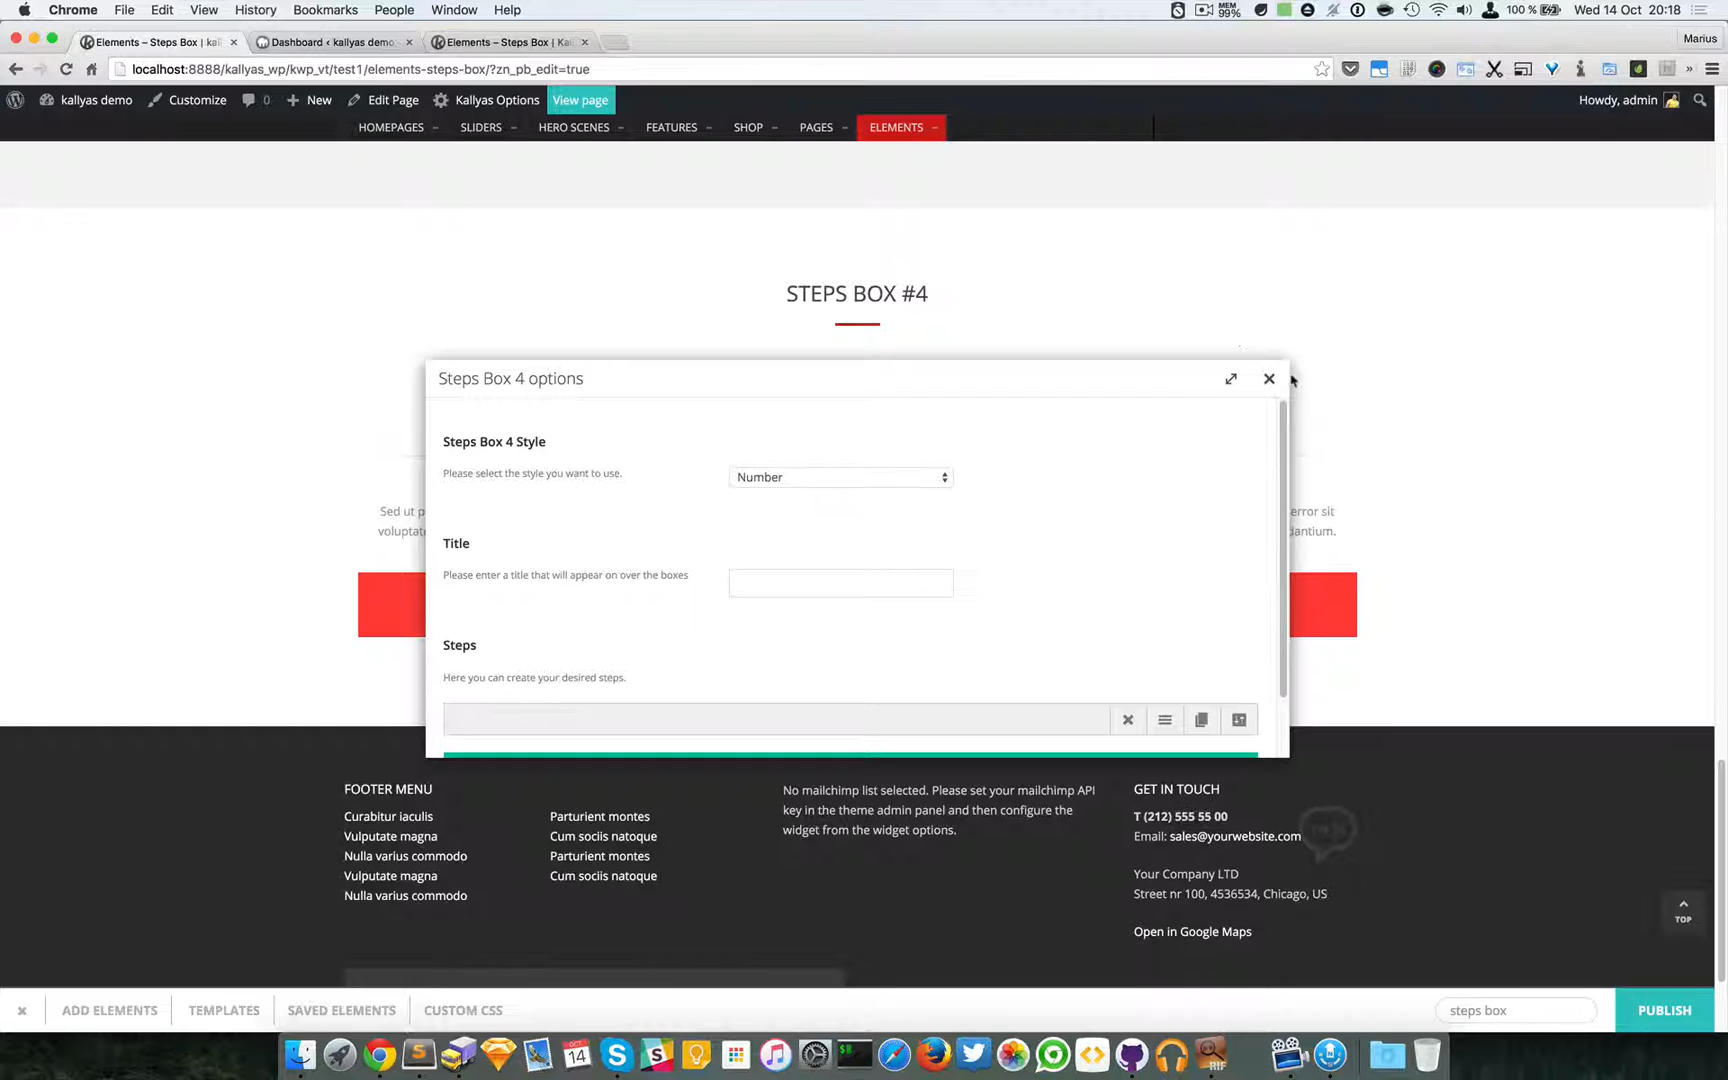 Chrome File Edit View History Bookmarks People Window Help MEM 99% 100 % Wed 14 Oct 20:18
Elements – Steps Box | kal Dashboard ‹ kallyas demo Elements – Steps Box | Kal Marius
localhost:8888/kallyas_wp/kwp_vt/test1/elements-steps-box/?zn_pb_edit=true
kallyas demo Customize 0 New Edit Page Kallyas Options View page Howdy, admin
HOMEPAGES SLIDERS HERO SCENES FEATURES SHOP PAGES ELEMENTS
STEPS BOX #4
Steps Box 4 options
Steps Box 4 Style
Please select the style you want to use. Number
Sed ut p error sit
voluptate dantium.
Title
Please enter a title that will appear on over the boxes
Steps
Here you can create your desired steps.
FOOTER MENU
Curabitur iaculis
Vulputate magna
Nulla varius commodo
Vulputate magna
Nulla varius commodo
Parturient montes
Cum sociis natoque
Parturient montes
Cum sociis natoque
No mailchimp list selected. Please set your mailchimp API
key in the theme admin panel and then configure the
widget from the widget options.
GET IN TOUCH
T (212) 555 55 00
Email: sales@yourwebsite.com
Your Company LTD
Street nr 100, 4536534, Chicago, US
Open in Google Maps
TOP
ADD ELEMENTS TEMPLATES SAVED ELEMENTS CUSTOM CSS steps box PUBLISH
OCT 14 RIF